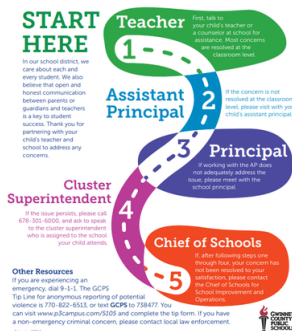 START
HERE
In our school district, we
care about each and
every student. We also
believe that open and
honest communication
between parents or
guardians and teachers
is a key to student
success. Thank you for
partnering with your
child's teacher and
school to address any
concerns.
Teacher
First, talk to
your child's teacher or
a counselor at school for
assistance. Most concerns
are resolved at the
classroom level.
1
Assistant
Principal
2
If the concern is not
resolved at the classroom
level, please visit with your
child's assistant principal.
3
Principal
If working with the AP does
not adequately address the
issue, please meet with the
school principal.
Cluster
Superintendent
If the issue persists, please call
678-301-6000, and ask to speak
to the cluster superintendent
who is assigned to the school
your child attends.
4
Chief of Schools
If, after following steps one
through four, your concern has
not been resolved to your
satisfaction, please contact
the Chief of Schools for
School Improvement and
Operations.
5
Other Resources
If you are experiencing an
emergency, dial 9-1-1. The GCPS
Tip Line for anonymous reporting of potential
violence is 770-822-6513, or text GCPS to 738477. You
can visit www.p3campus.com/5105 and complete the tip form. If you have
a non-emergency criminal concern, please contact local law enforcement.
GWINNETT
COUNTY
PUBLIC
SCHOOLS